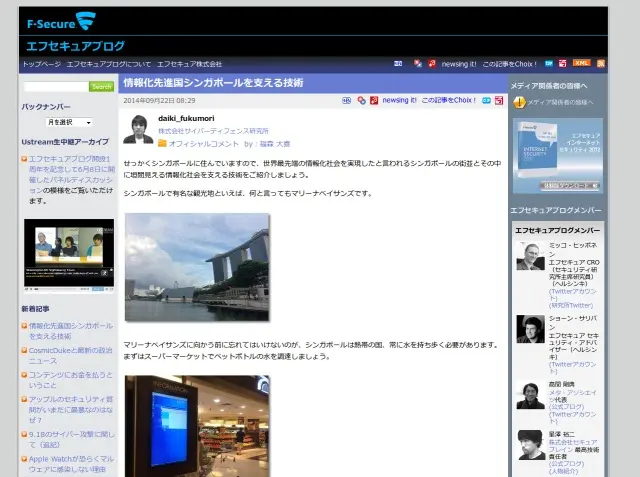 F-Secure
エフセキュアブログ
トップページ エフセキュアブログについて エフセキュア株式会社
newsing it! この記事をChoix !
XML
Search
バックナンバー
月を選択
Ustream生中継アーカイブ
エフセキュアブログ開設1
周年を記念して6月8日に開
催したパネルディスカッシ
ョンの模様をご覧いただけ
ます。
新着記事
情報化先進国シンガポール
を支える技術
CosmicDukeと最新の政治
ニュース
コンテンツにお金を払うと
いうこと
アップルのセキュリティ質
問がいまだに最悪なのはな
ぜ?
9.18のサイバー攻撃に関し
て(追記)
Apple Watchが恐らくマル
ウェアに感染しない理由
情報化先進国シンガポールを支える技術
2014年09月22日 08:29
newsing it! この記事をChoix !
daiki_fukumori
株式会社サイバーディフェンス研究所
オフィシャルコメント by:福森 大喜
せっかくシンガポールに住んでいますので、世界最先端の情報化社会を実現したと言われるシンガポールの街並とその中
に垣間見える情報化社会を支える技術をご紹介しましょう。
シンガポールで有名な観光地といえば、何と言ってもマリーナベイサンズです。
マリーナベイサンズに向かう前に忘れてはいけないのが、シンガポールは熱帯の国、常に水を持ち歩く必要があります。
まずはスーパーマーケットでペットボトルの水を調達しましょう。
INFORMATION
メディア関係者の皆様へ
メディア関係者の皆様へ
エフセキュア
インターネット
セキュリティ
INTERNET
SECURITY
エフセキュアブログメンバー
エフセキュアブログメンバー
ミッコ・ヒッポネ
ン
エフセキュア CRO
(セキュリティ研
究所主席研究員)
(ヘルシンキ)
(Twitterアカウン
ト)
(研究所Twitter)
ショーン・サリバ
ン
エフセキュア セキ
ュリティ・アドバ
イザー (ヘルシン
キ)
(Twitterアカウン
ト)
高間 剛典
メタ・アソシエイ
ツ代表
(公式ブログ)
(Twitterアカウン
ト)
星澤 裕二
株式会社セキュア
ブレイン 最高技術
責任者
(公式ブログ)
(人物紹介)